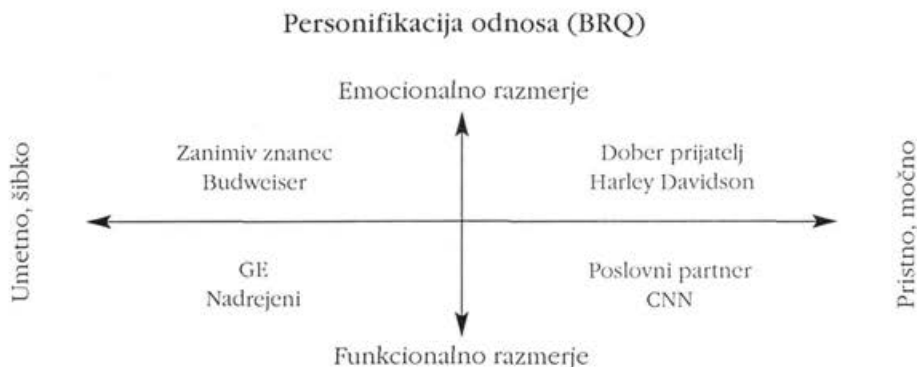 Personifikacija odnosa (BRQ)
Emocionalno razmerje
Umetno, šibko
Zanimiv znanec
Budweiser
Dober prijatelj
Harley Davidson
Pristno, močno
GE
Nadrejeni
Poslovni partner
CNN
Funkcionalno razmerje